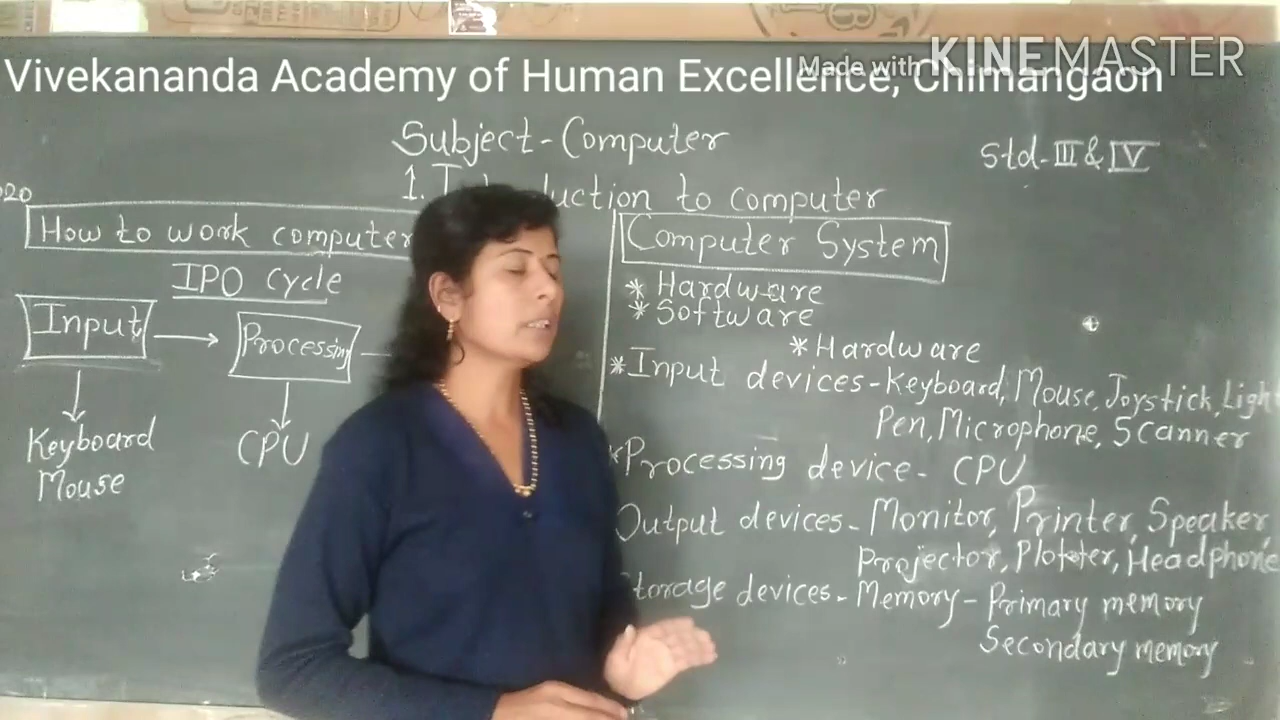 Made with KINEMASTER
Vivekananda Academy of Human Excellence, Chimangaon
Subject-Computer
Std-III & IV
1. Introduction to computer
020
How to work computer
IPO Cycle
Input
Processing
Keyboard
Mouse
CPU
Computer System
* Hardware
* Software
* Hardware
* Input devices-Keyboard, Mouse, Joystick, Light
Pen, Microphone, Scanner
* Processing device- CPU
Output devices- Monitor, Printer, Speaker
Projector, Ploteter, Headphone
Storage devices- Memory- Primary memory
Secondary memory